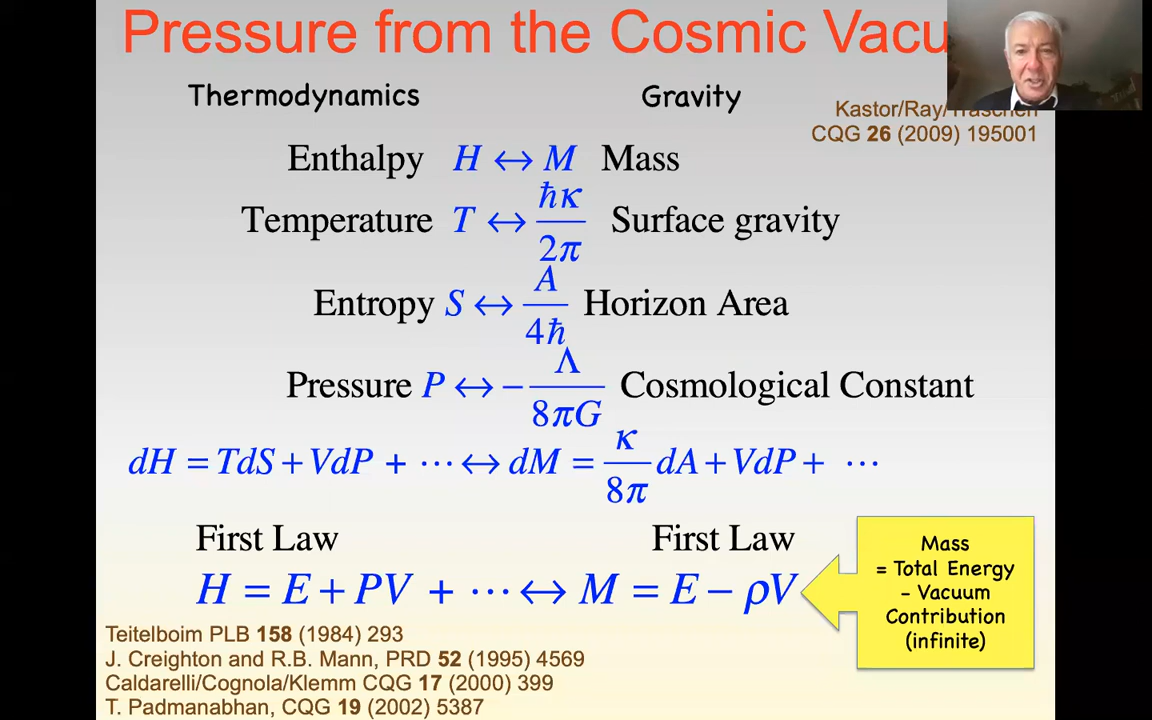 Pressure from the Cosmic
Thermodynamics Gravity
Kastor/Ray/
CQG 26 (2009) 195001
Enthalpy H ↔ M Mass
Temperature T ↔ ħκ/2π Surface gravity
Entropy S ↔ A/4ħ Horizon Area
Pressure P ↔ −Λ/8πG Cosmological Constant
dH = TdS + VdP + ⋯ ↔ dM = κ/8π dA + VdP + ⋯
First Law First Law
H = E + PV + ⋯ ↔ M = E − ρV
Mass
= Total Energy
- Vacuum
Contribution
(infinite)
Teitelboim PLB 158 (1984) 293
J. Creighton and R.B. Mann, PRD 52 (1995) 4569
Caldarelli/Cognola/Klemm CQG 17 (2000) 399
T. Padmanabhan, CQG 19 (2002) 5387